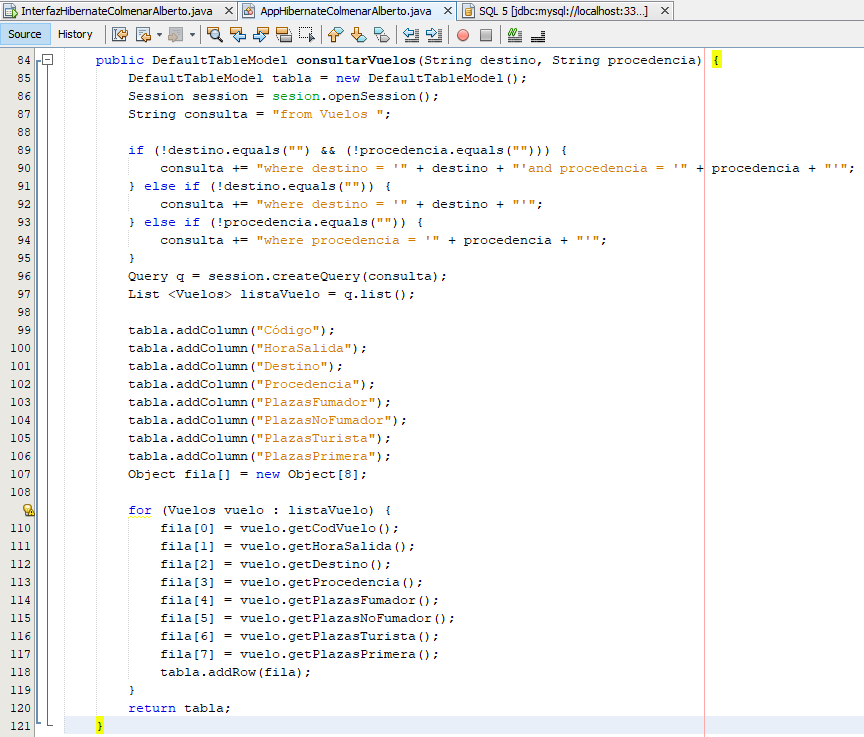 InterfazHibernateColmenarAlberto.java AppHibernateColmenarAlberto.java SQL 5 [jdbc:mysql://localhost:33...]
Source History
84 public DefaultTableModel consultarVuelos(String destino, String procedencia) {
85 DefaultTableModel tabla = new DefaultTableModel();
86 Session session = sesion.openSession();
87 String consulta = "from Vuelos ";
88
89 if (!destino.equals("") && (!procedencia.equals(""))) {
90 consulta += "where destino = '" + destino + "'and procedencia = '" + procedencia + "'";
91 } else if (!destino.equals("")) {
92 consulta += "where destino = '" + destino + "'";
93 } else if (!procedencia.equals("")) {
94 consulta += "where procedencia = '" + procedencia + "'";
95 }
96 Query q = session.createQuery(consulta);
97 List <Vuelos> listaVuelo = q.list();
98
99 tabla.addColumn("Código");
100 tabla.addColumn("HoraSalida");
101 tabla.addColumn("Destino");
102 tabla.addColumn("Procedencia");
103 tabla.addColumn("PlazasFumador");
104 tabla.addColumn("PlazasNoFumador");
105 tabla.addColumn("PlazasTurista");
106 tabla.addColumn("PlazasPrimera");
107 Object fila[] = new Object[8];
108
for (Vuelos vuelo : listaVuelo) {
110 fila[0] = vuelo.getCodVuelo();
111 fila[1] = vuelo.getHoraSalida();
112 fila[2] = vuelo.getDestino();
113 fila[3] = vuelo.getProcedencia();
114 fila[4] = vuelo.getPlazasFumador();
115 fila[5] = vuelo.getPlazasNoFumador();
116 fila[6] = vuelo.getPlazasTurista();
117 fila[7] = vuelo.getPlazasPrimera();
118 tabla.addRow(fila);
119 }
120 return tabla;
121 }